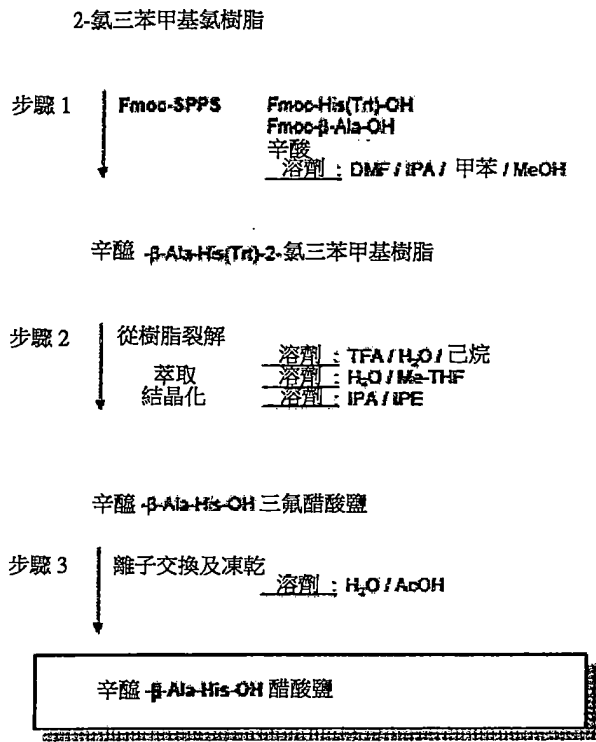 2-氯三苯甲基氯樹脂
步驟 1 Fmoc-SPPS Fmoc-His(Trt)-OH
Fmoc-β-Ala-OH
辛酸
溶劑 : DMF / IPA / 甲苯 / MeOH
辛醯 -β-Ala-His(Trt)-2-氯三苯甲基樹脂
步驟 2 從樹脂裂解
溶劑 : TFA / H₂O / 己烷
萃取 溶劑 : H₂O / Me-THF
結晶化 溶劑 : IPA / IPE
辛醯 -β-Ala-His-OH 三氟醋酸鹽
步驟 3 離子交換及凍乾
溶劑 : H₂O / AcOH
辛醯 -β-Ala-His-OH 醋酸鹽